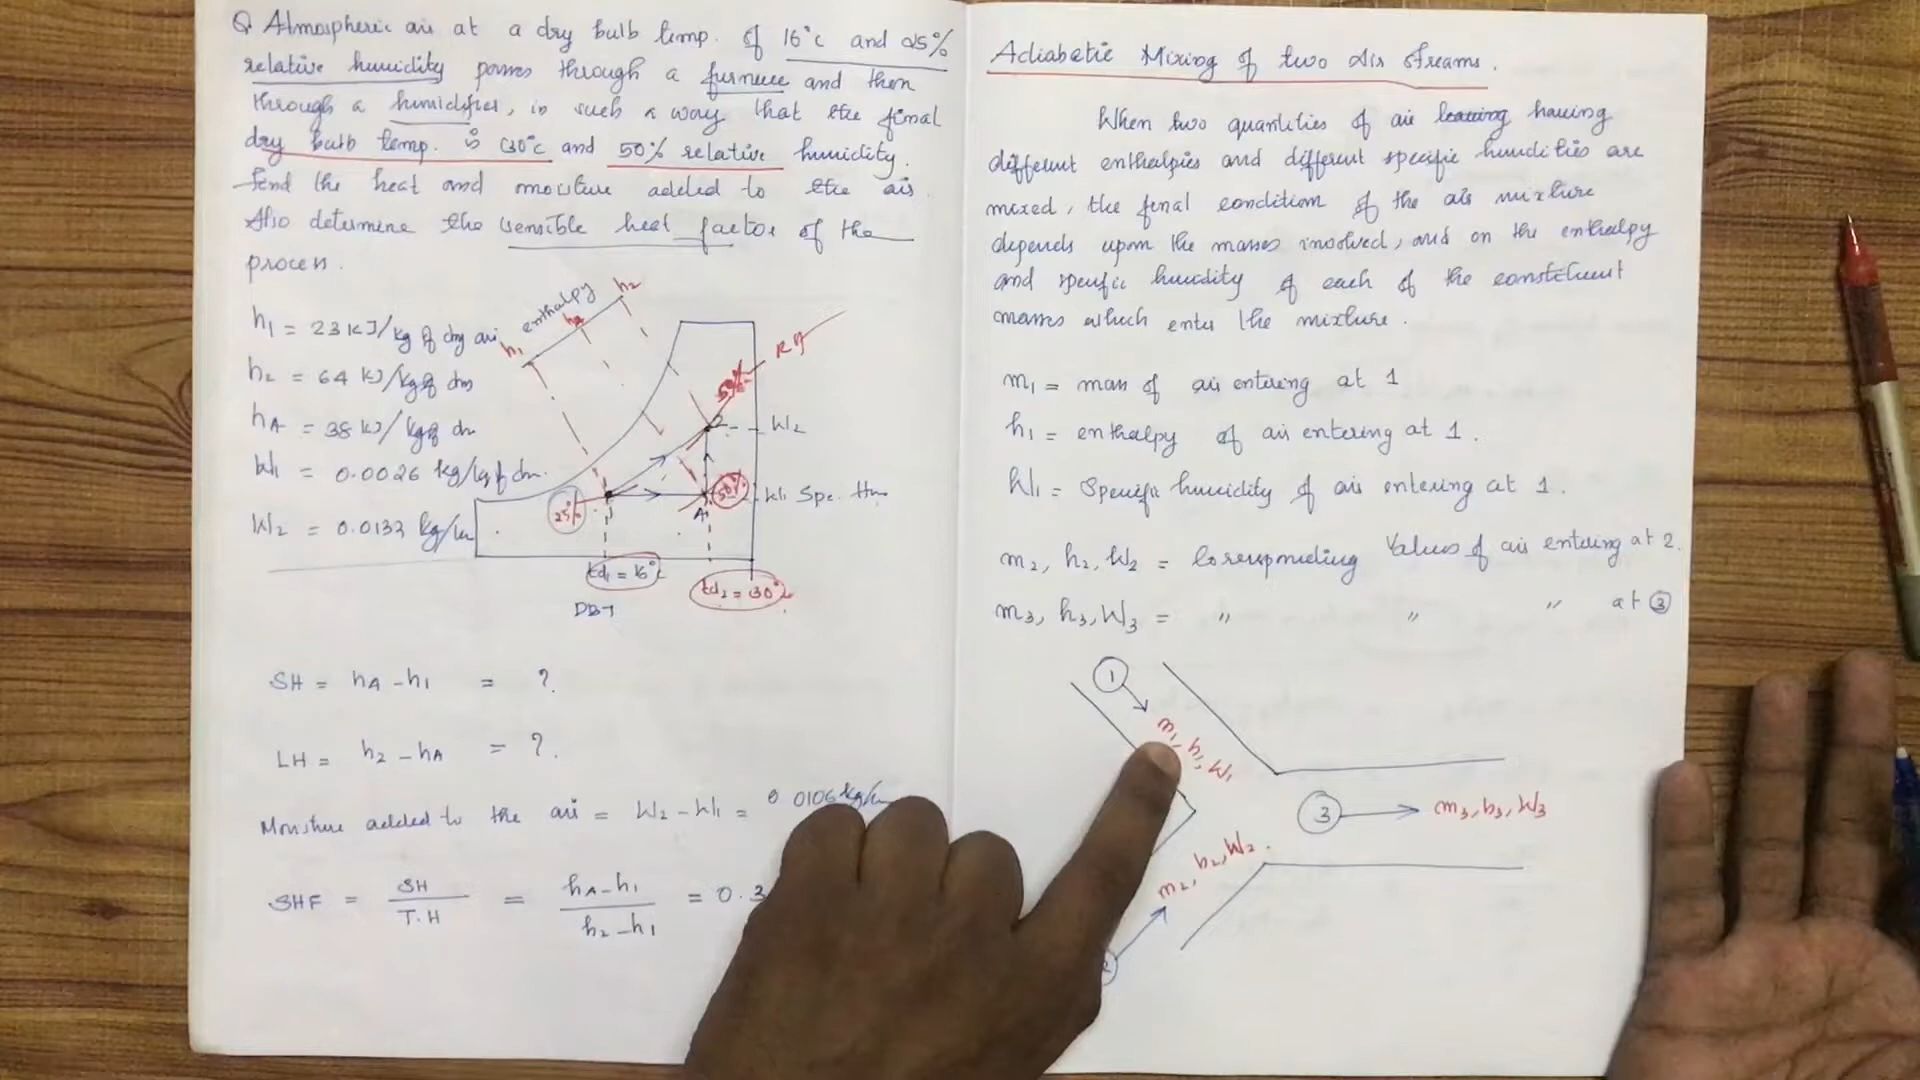 Q. Atmospheric air at a dry bulb temp. of 16°c and 25%
relative humidity passes through a furnace and then
through a humidifier, in such a way that the final
dry bulb temp. is 30°c and 50% relative humidity.
Find the heat and moisture added to the air.
Also determine the sensible heat factor of the
process.
h1 = 23 KJ/kg of dry air
h2 = 64 KJ/kg of da
hA = 38 KJ/kg of da
W1 = 0.0026 kg/kg of da.
W2 = 0.0132 kg/
enthalpy
h1
hA
h2
50%
RH
2
W2
25%
1
A
50%
W1 Spe. Hu
td1 = 16°c
td2 = 30°c
DBT
SH = hA - h1 = ?
LH = h2 - hA = ?
Moisture added to the air = W2 - W1 = 0.0106 kg/
SHF = SH / T.H = hA - h1 / h2 - h1 = 0.3
Adiabatic Mixing of two Air Streams.
When two quantities of air having
different enthalpies and different specific humidities are
mixed, the final condition of the air mixture
depends upon the masses involved, and on the enthalpy
and specific humidity of each of the constituent
masses which enter the mixture.
m1 = mass of air entering at 1
h1 = enthalpy of air entering at 1.
W1 = Specific humidity of air entering at 1.
m2, h2, W2 = Corresponding Values of air entering at 2.
m3, h3, W3 = " " " at 3
1
m1, h1, W1
3
m3, h3, W3
m2, h2, W2.
2